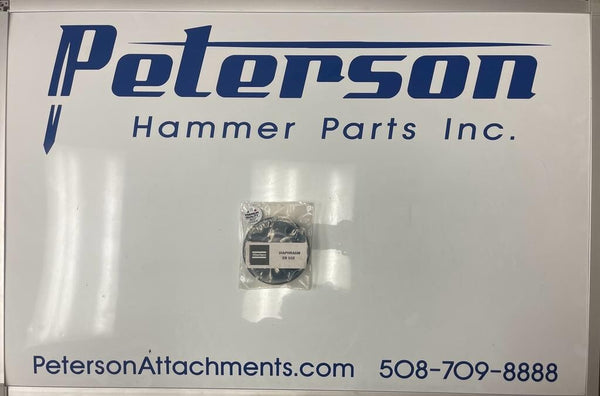 Peterson
Hammer Parts Inc.
DIAPHRAGM
PetersonAttachments.com 508-709-8888